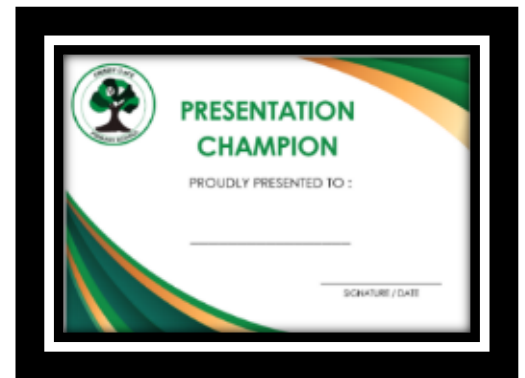 PRESENTATION
CHAMPION
PROUDLY PRESENTED TO :
SIGNATURE / DATE